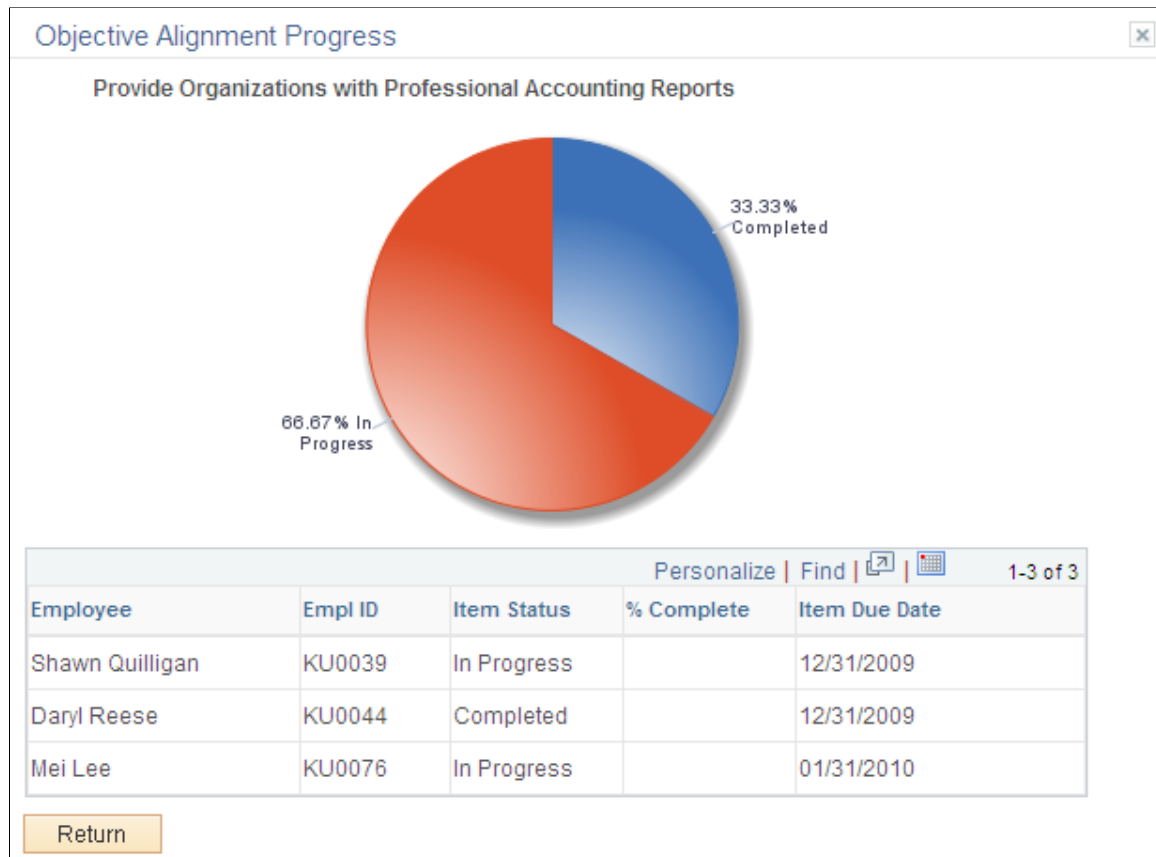 Objective Alignment Progress
Provide Organizations with Professional Accounting Reports
33.33%
Completed
66.67% In
Progress
Personalize | Find | | 1-3 of 3
Employee Empl ID Item Status % Complete Item Due Date
Shawn Quilligan KU0039 In Progress 12/31/2009
Daryl Reese KU0044 Completed 12/31/2009
Mei Lee KU0076 In Progress 01/31/2010
Return